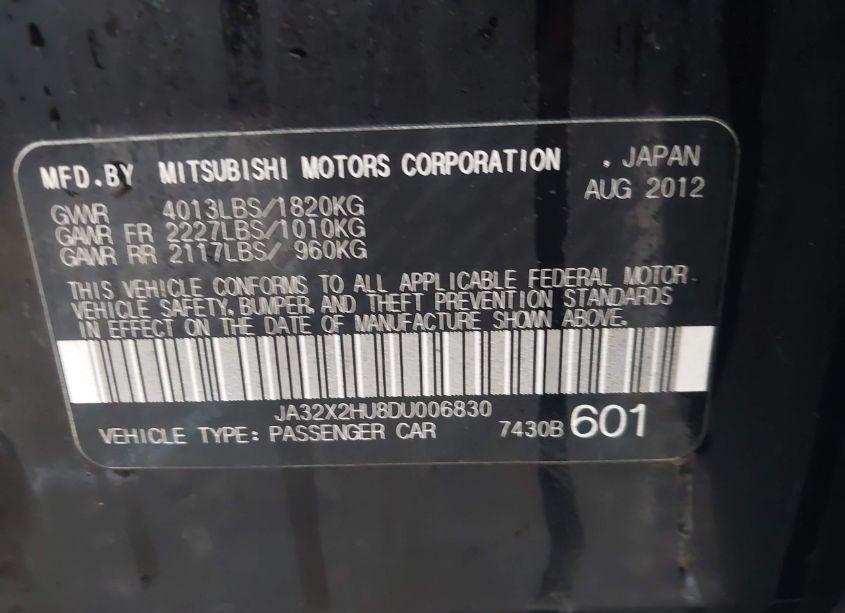 MFD.BY MITSUBISHI MOTORS CORPORATION . JAPAN
AUG 2012
GVWR 4013LBS/1820KG
GAWR FR 2227LBS/1010KG
GAWR RR 2117LBS/ 960KG
THIS VEHICLE CONFORMS TO ALL APPLICABLE FEDERAL MOTOR
VEHICLE SAFETY, BUMPER, AND THEFT PREVENTION STANDARDS
IN EFFECT ON THE DATE OF MANUFACTURE SHOWN ABOVE.
JA32X2HU8DU006830
VEHICLE TYPE: PASSENGER CAR 7430B 601